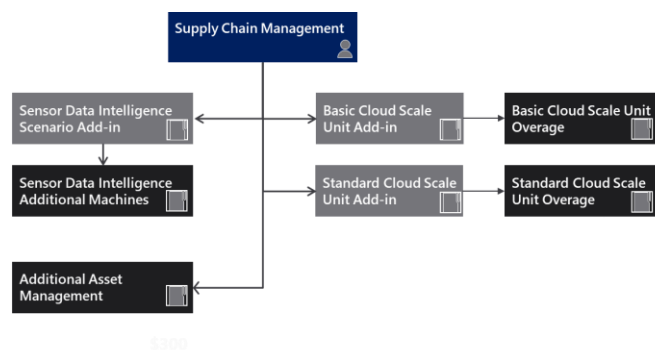 Supply Chain Management
Sensor Data Intelligence
Scenario Add-in
Basic Cloud Scale
Unit Add-in
Basic Cloud Scale Unit
Overage
Sensor Data Intelligence
Additional Machines
Standard Cloud Scale
Unit Add-in
Standard Cloud Scale
Unit Overage
Additional Asset
Management
$300